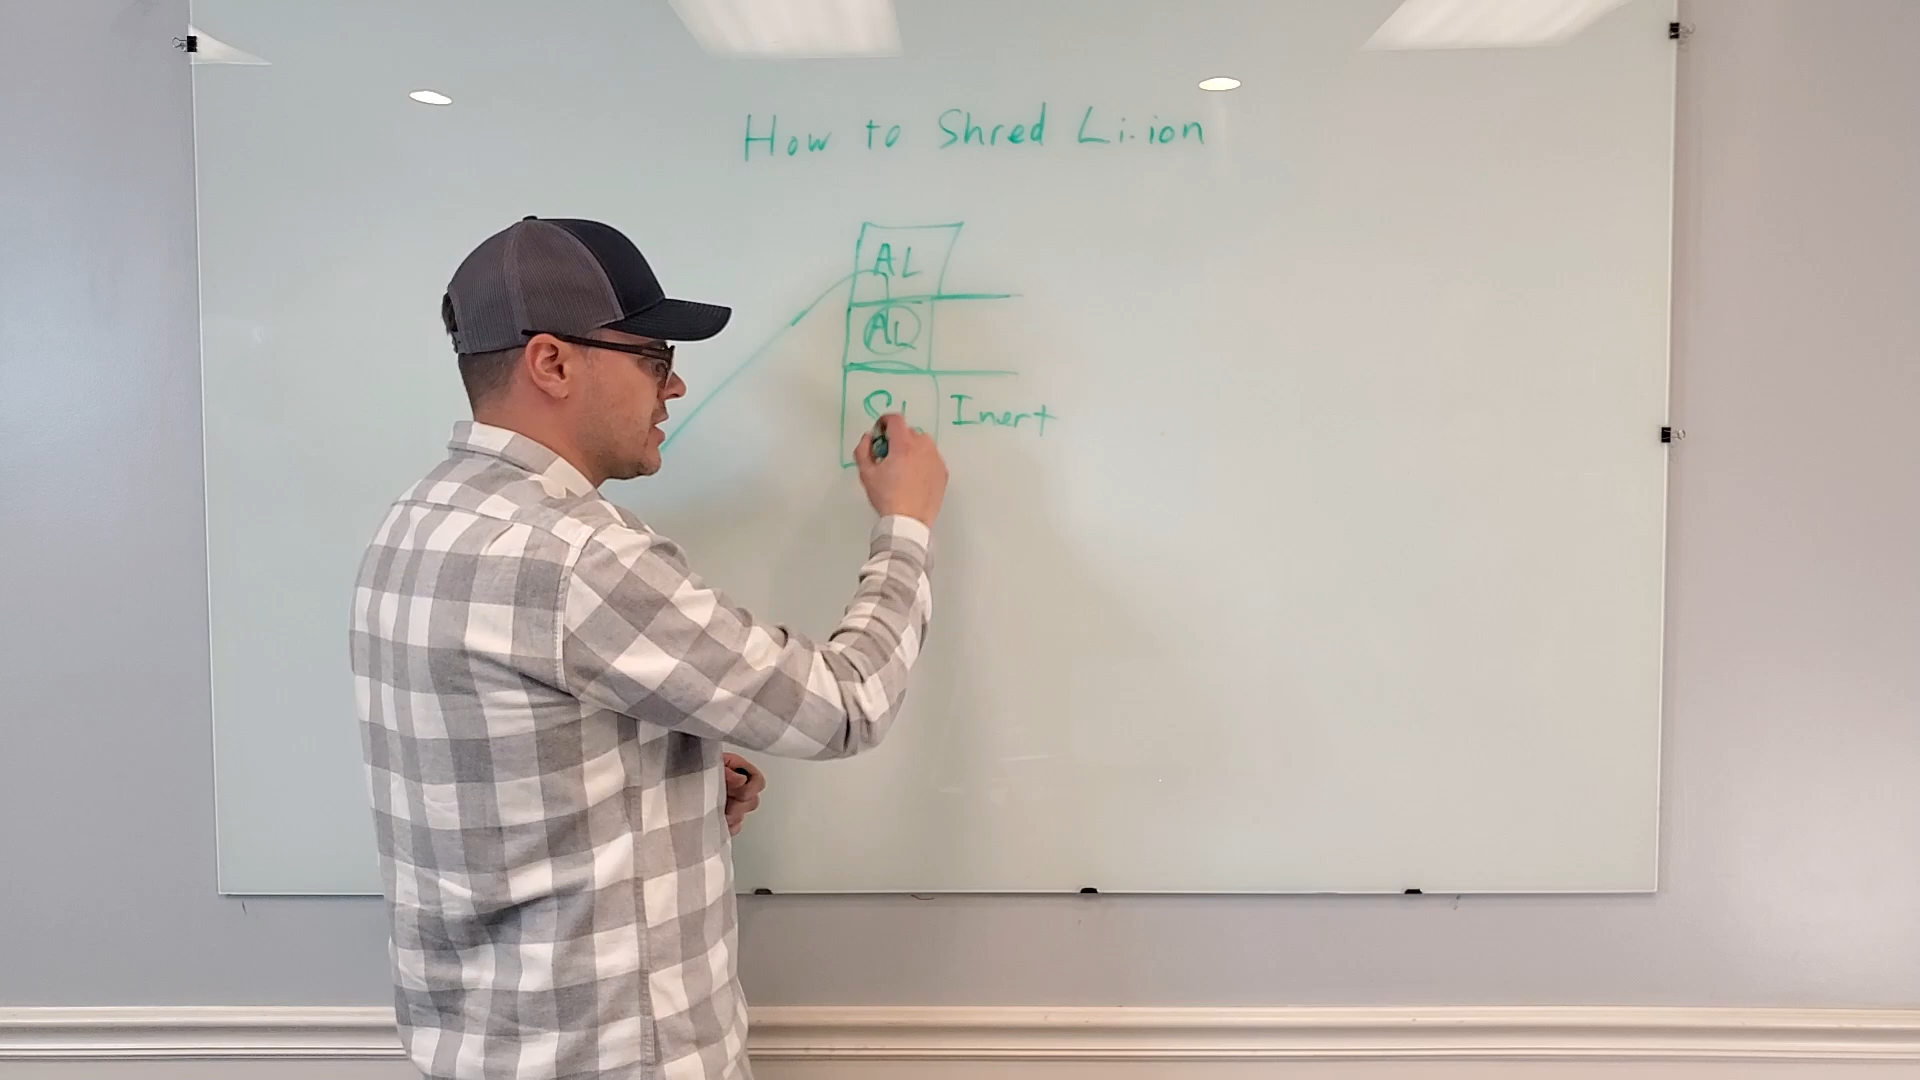 How to Shred Li-ion
AL
AL
Inert